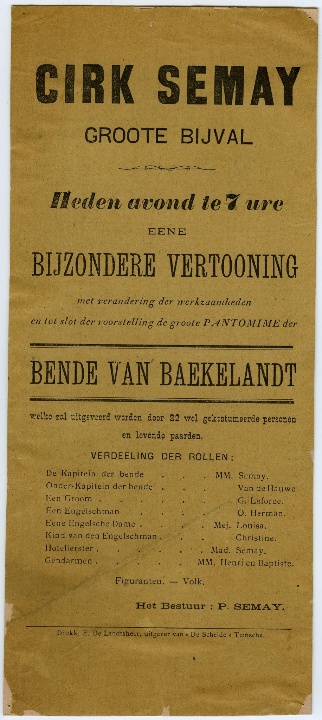 CIRK SEMAY
GROOTE BIJVAL
Heden avond te 7 ure
EENE
BIJZONDERE VERTOONING
met verandering der werkzaamheden
en tot slot der voorstelling de groote PANTOMIME der
BENDE VAN BAEKELANDT
welke zal uitgevoerd worden door 22 wel gekostumeerde personen
en levende paarden.
VERDEELING DER ROLLEN:
De Kapitein der bende . . . MM. Semay.
Onder-Kapitein der bende . . . Van de Hauwe
Een Groom . . . . . G. Laforce.
Een Engelschman . . . . O. Herman.
Eene Engelsche Dame . . . . Mej. Louisa.
Kind van den Engelschman . . . Christine.
Hotelierster . . . . Mad. Semay.
Gendarmen . . . . MM. Henri en Baptiste.
Figuranten. — Volk.
Het Bestuur : P. SEMAY.
Drukk. E. De Landtsheer, uitgever van « De Schelde » Temsche.